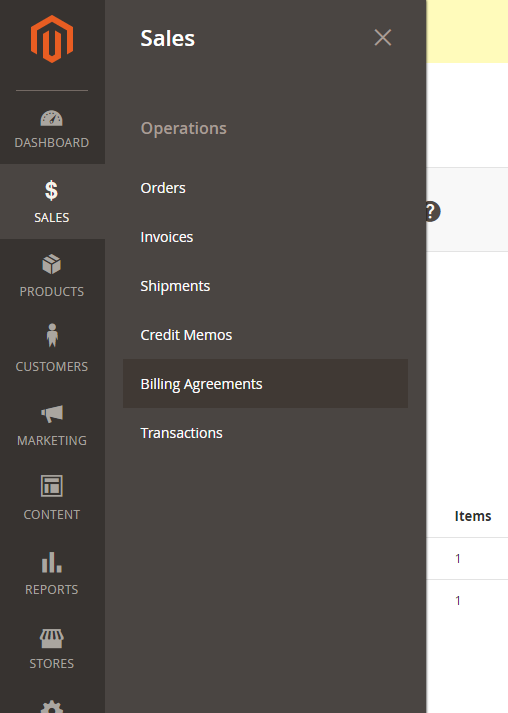 DASHBOARD
SALES
PRODUCTS
CUSTOMERS
MARKETING
CONTENT
REPORTS
STORES
Sales
Operations
Orders
Invoices
Shipments
Credit Memos
Billing Agreements
Transactions
?
Items
1
1